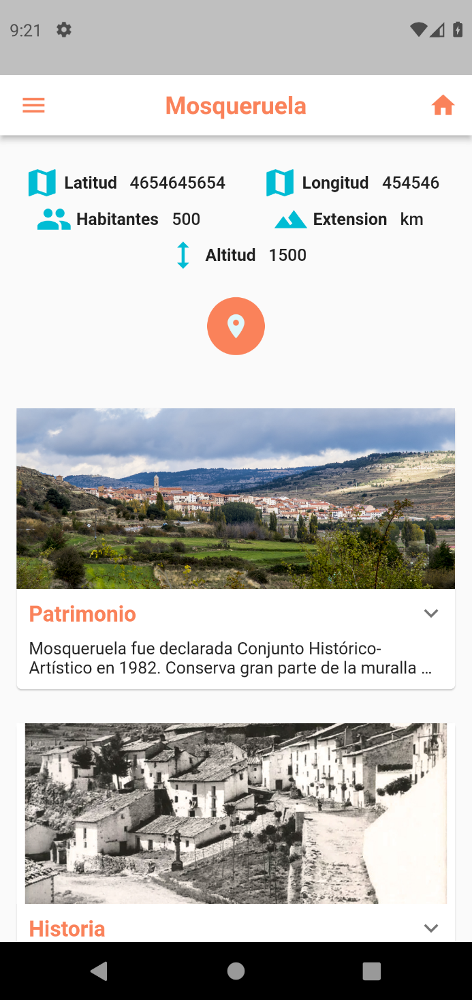 9:21
Mosqueruela
Latitud 4654645654 Longitud 454546
Habitantes 500 Extension km
Altitud 1500
Patrimonio
Mosqueruela fue declarada Conjunto Histórico-
Artístico en 1982. Conserva gran parte de la muralla …
Historia